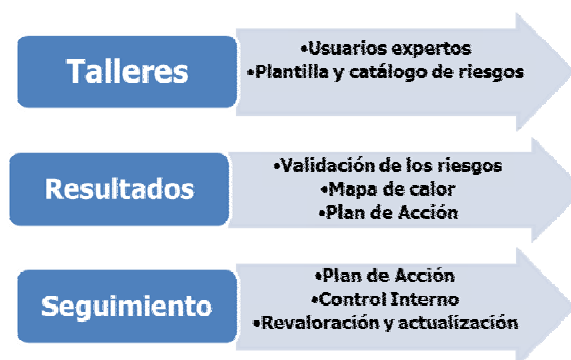 Talleres
•Usuarios expertos
•Plantilla y catálogo de riesgos
Resultados
•Validación de los riesgos
•Mapa de calor
•Plan de Acción
Seguimiento
•Plan de Acción
•Control Interno
•Revaloración y actualización